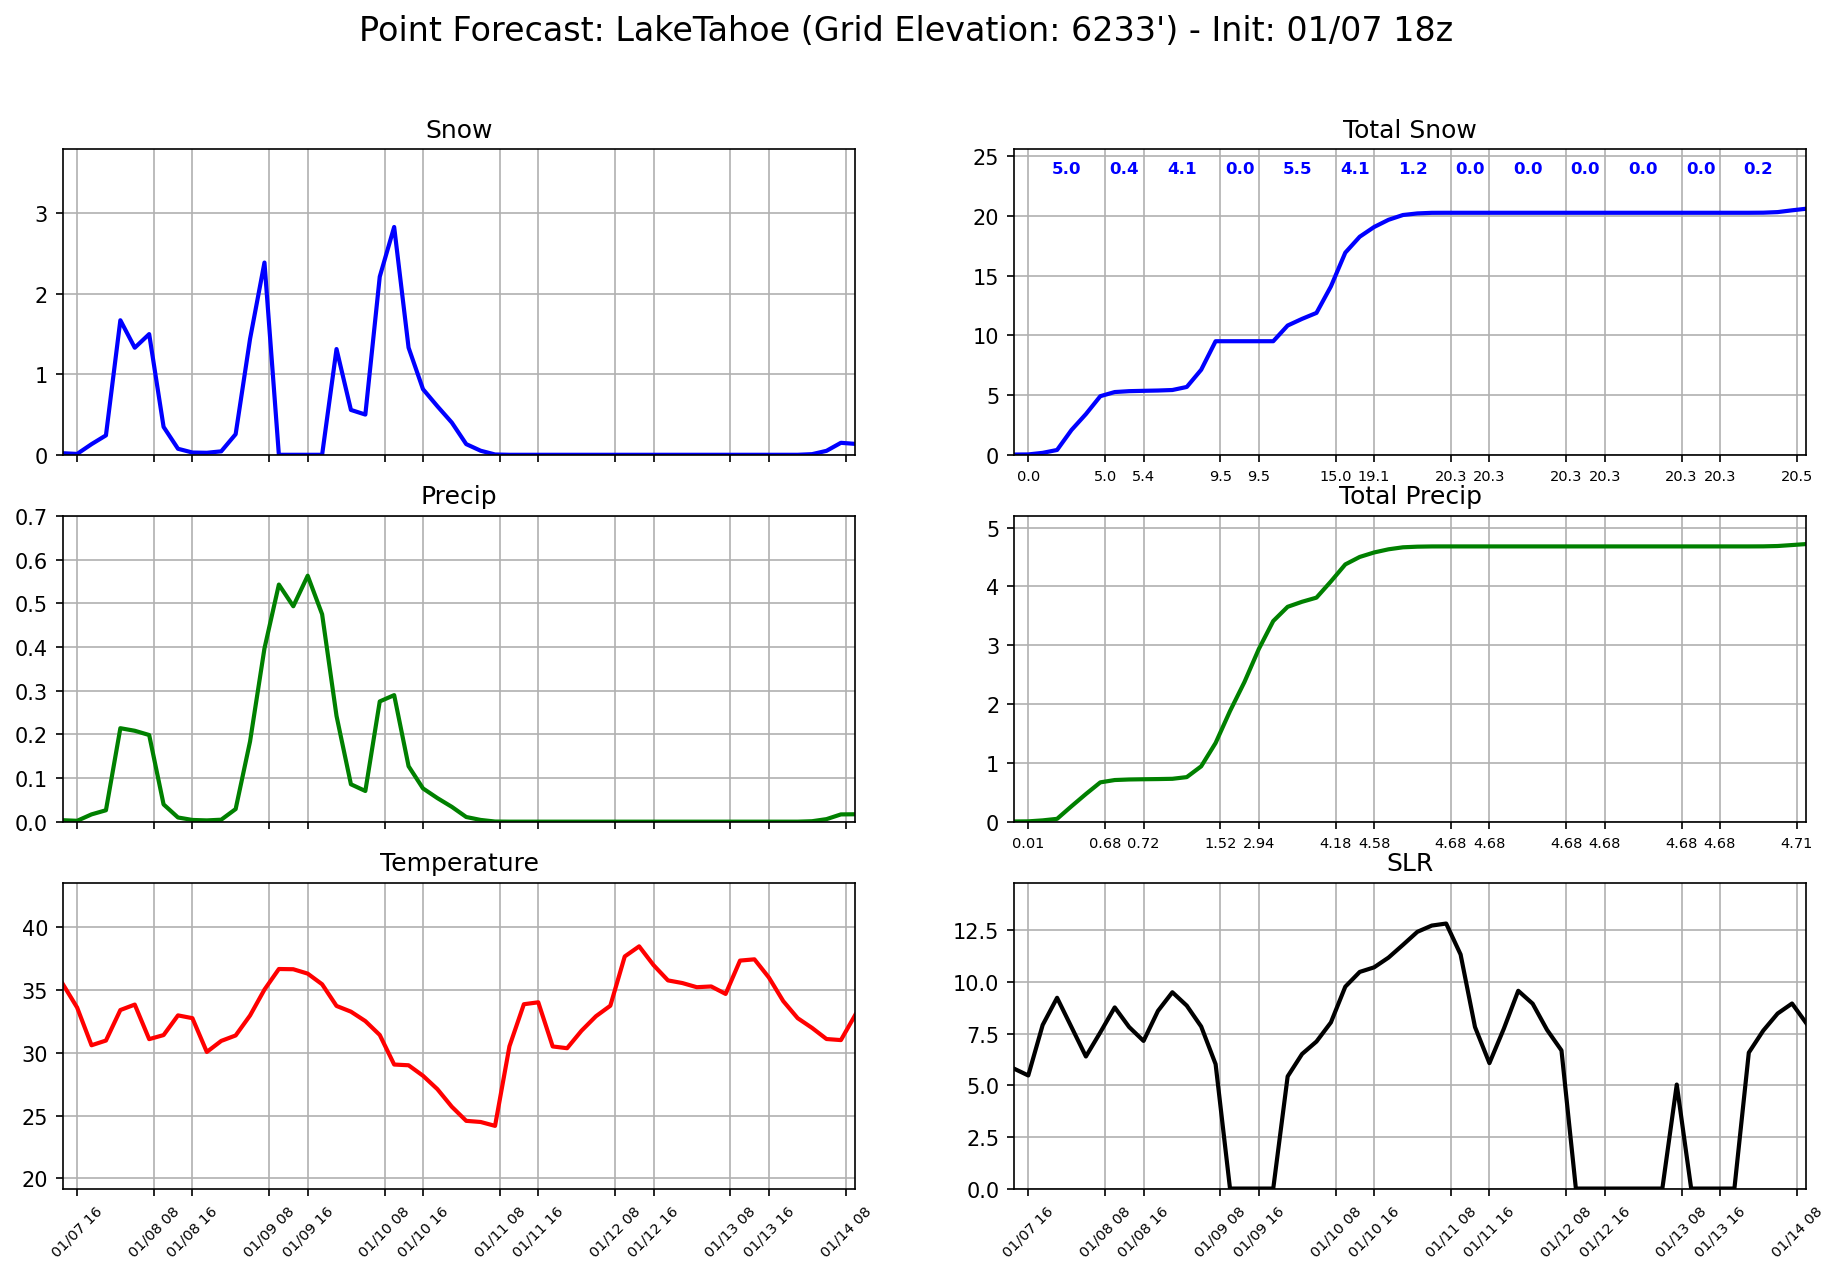 Point Forecast: LakeTahoe (Grid Elevation: 6233') - Init: 01/07 18z
Snow
3
2
1
0
Total Snow
25
20
15
10
5
0
5.0 0.4 4.1 0.0 5.5 4.1 1.2 0.0 0.0 0.0 0.0 0.0 0.2
0.0 5.0 5.4 9.5 9.5 15.0 19.1 20.3 20.3 20.3 20.3 20.3 20.3 20.5
Precip
0.7
0.6
0.5
0.4
0.3
0.2
0.1
0.0
Total Precip
5
4
3
2
1
0
0.01 0.68 0.72 1.52 2.94 4.18 4.58 4.68 4.68 4.68 4.68 4.68 4.68 4.71
Temperature
40
35
30
25
20
01/07 16 01/08 08 01/08 16 01/09 08 01/09 16 01/10 08 01/10 16 01/11 08 01/11 16 01/12 08 01/12 16 01/13 08 01/13 16 01/14 08
SLR
12.5
10.0
7.5
5.0
2.5
0.0
01/07 16 01/08 08 01/08 16 01/09 08 01/09 16 01/10 08 01/10 16 01/11 08 01/11 16 01/12 08 01/12 16 01/13 08 01/13 16 01/14 08